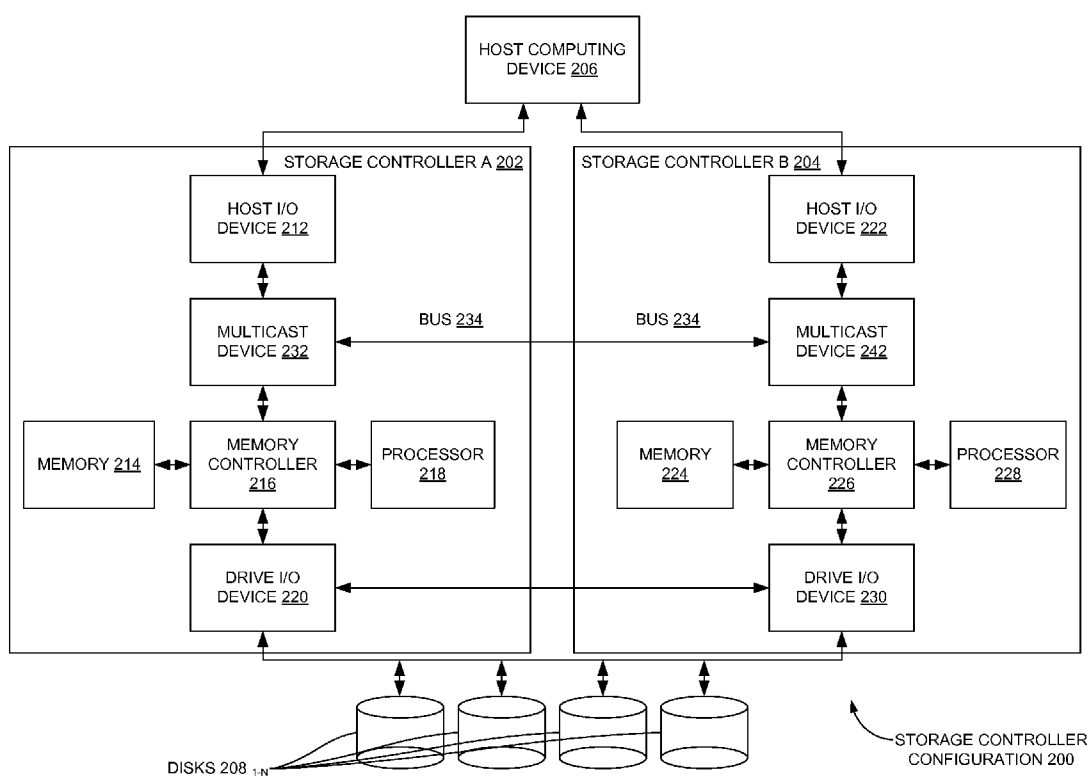 HOST COMPUTING
DEVICE 206
STORAGE CONTROLLER A 202
STORAGE CONTROLLER B 204
HOST I/O
DEVICE 212
HOST I/O
DEVICE 222
MULTICAST
DEVICE 232
BUS 234
BUS 234
MULTICAST
DEVICE 242
MEMORY 214
MEMORY
CONTROLLER
216
PROCESSOR
218
MEMORY
224
MEMORY
CONTROLLER
226
PROCESSOR
228
DRIVE I/O
DEVICE 220
DRIVE I/O
DEVICE 230
DISKS 208 1-N
STORAGE CONTROLLER
CONFIGURATION 200